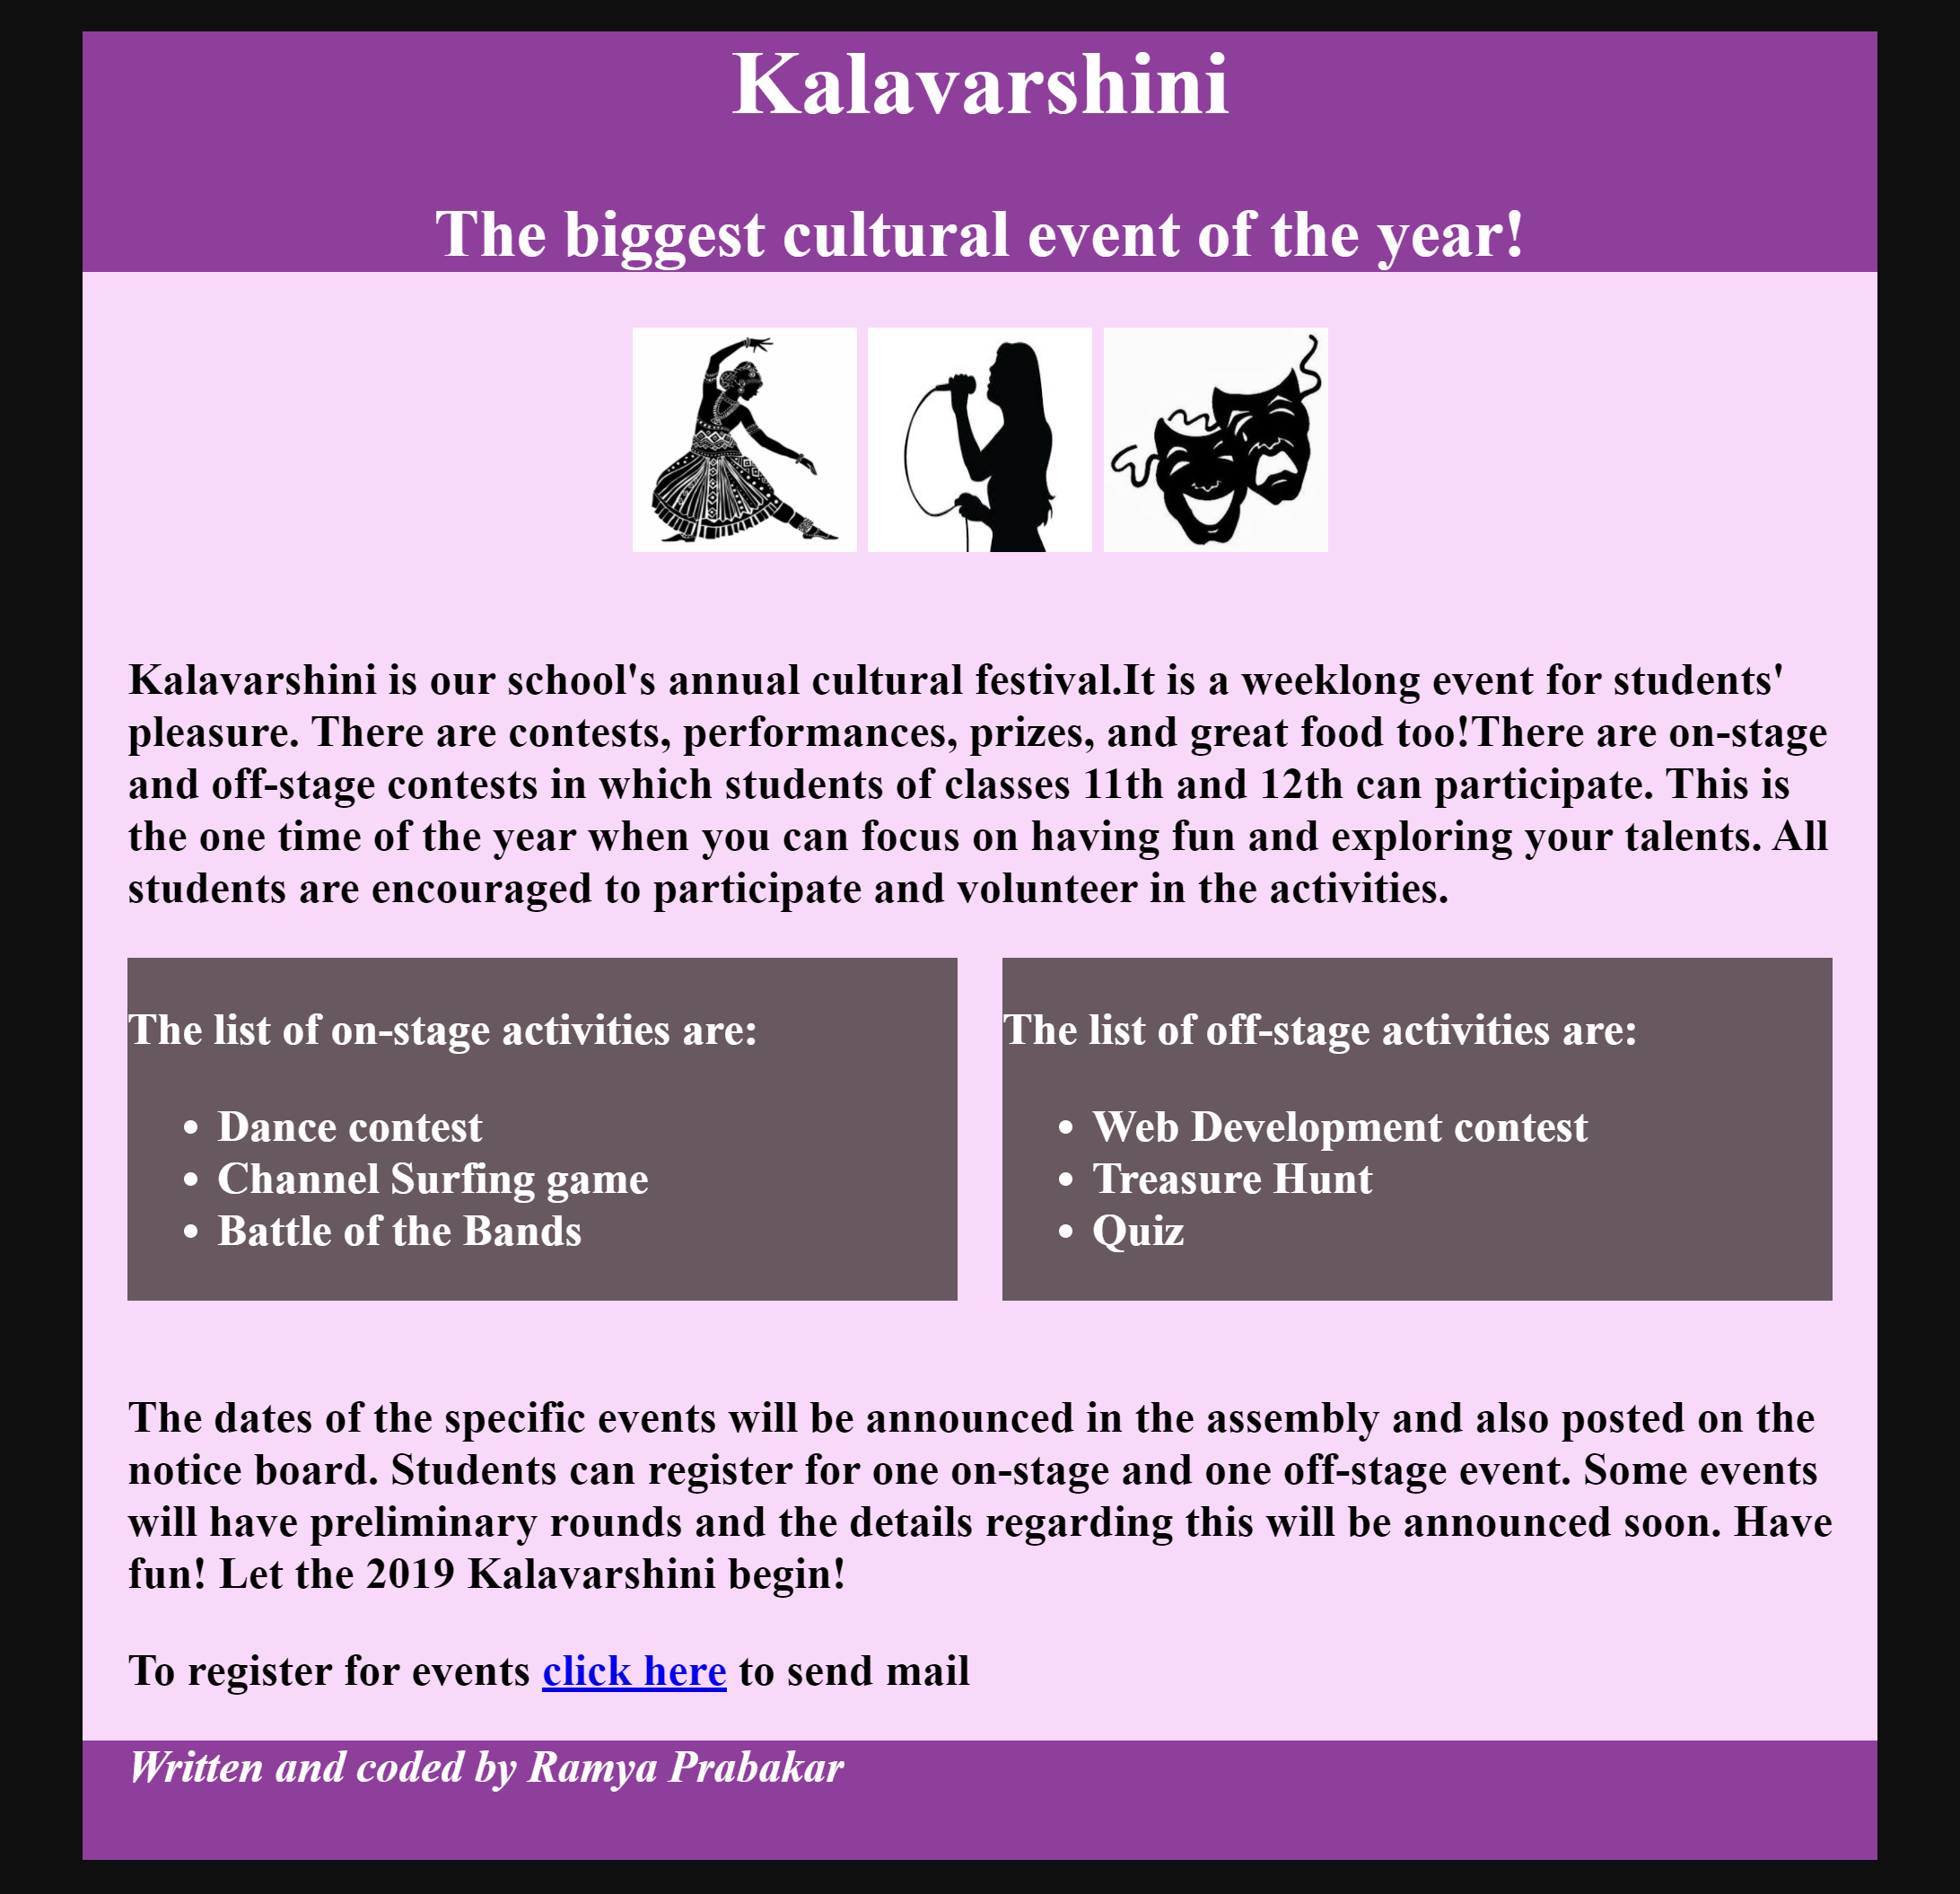 Kalavarshini
The biggest cultural event of the year!
Kalavarshini is our school's annual cultural festival.It is a weeklong event for students'
pleasure. There are contests, performances, prizes, and great food too!There are on-stage
and off-stage contests in which students of classes 11th and 12th can participate. This is
the one time of the year when you can focus on having fun and exploring your talents. All
students are encouraged to participate and volunteer in the activities.
The list of on-stage activities are:
• Dance contest
• Channel Surfing game
• Battle of the Bands
The list of off-stage activities are:
• Web Development contest
• Treasure Hunt
• Quiz
The dates of the specific events will be announced in the assembly and also posted on the
notice board. Students can register for one on-stage and one off-stage event. Some events
will have preliminary rounds and the details regarding this will be announced soon. Have
fun! Let the 2019 Kalavarshini begin!
To register for events click here to send mail
Written and coded by Ramya Prabakar